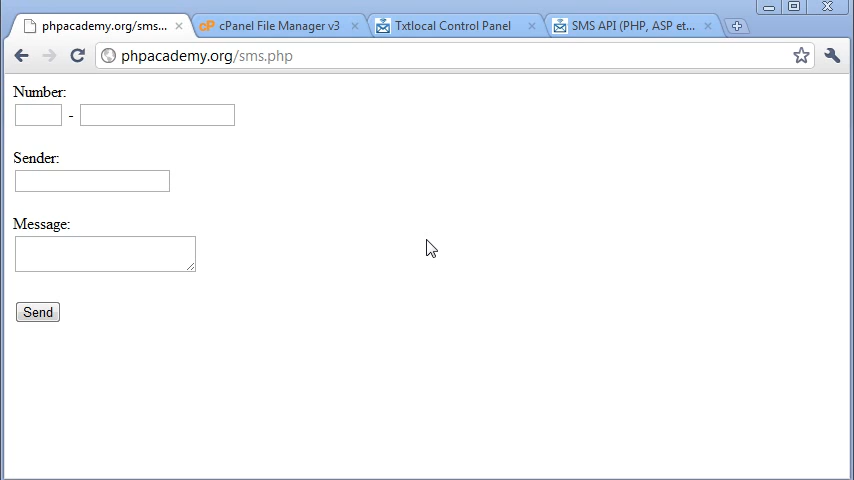 phpacademy.org/sms...
cPanel File Manager v3
Txtlocal Control Panel
SMS API (PHP, ASP et...
phpacademy.org/sms.php
Number:
-
Sender:
Message:
Send